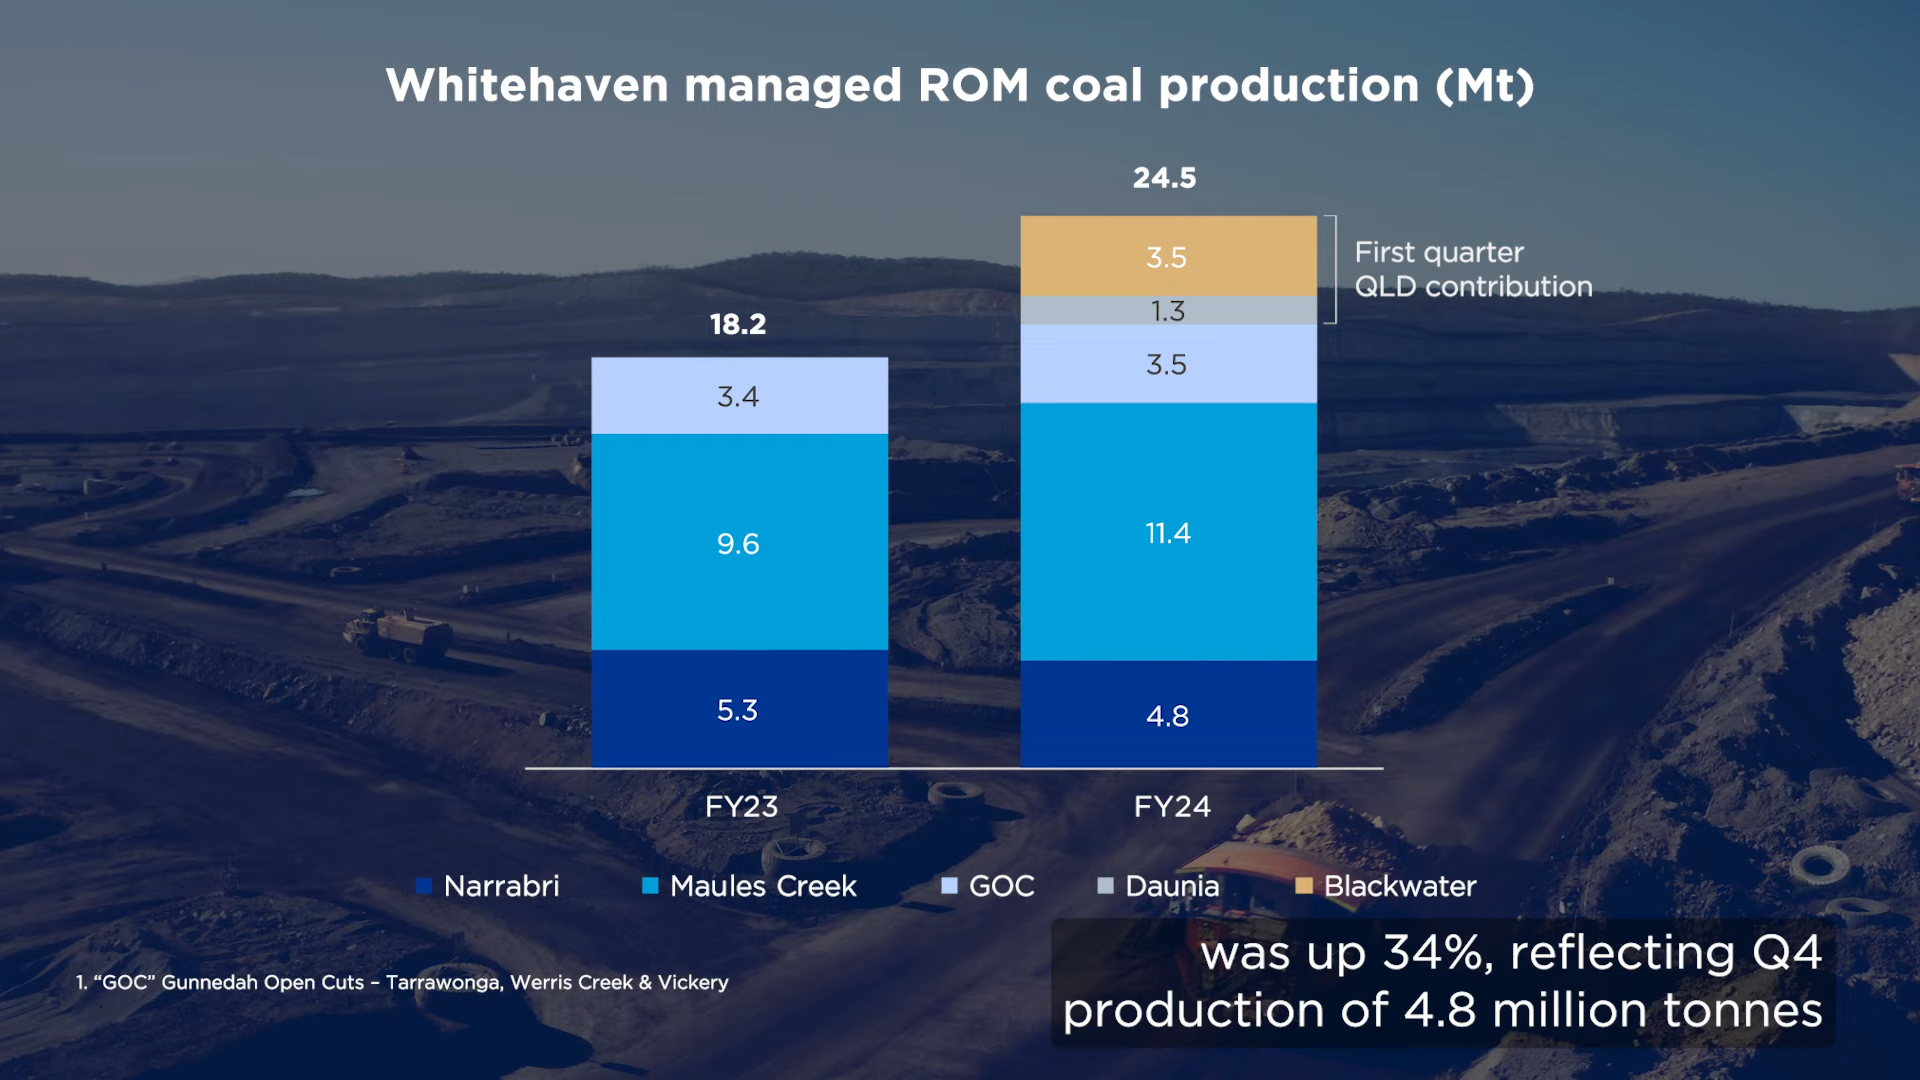 Whitehaven managed ROM coal production (Mt)
24.5
3.5
First quarter
QLD contribution
1.3
18.2
3.5
3.4
11.4
9.6
5.3
4.8
FY23
FY24
Narrabri
Maules Creek
GOC
Daunia
Blackwater
1. “GOC” Gunnedah Open Cuts – Tarrawonga, Werris Creek & Vickery
was up 34%, reflecting Q4
production of 4.8 million tonnes